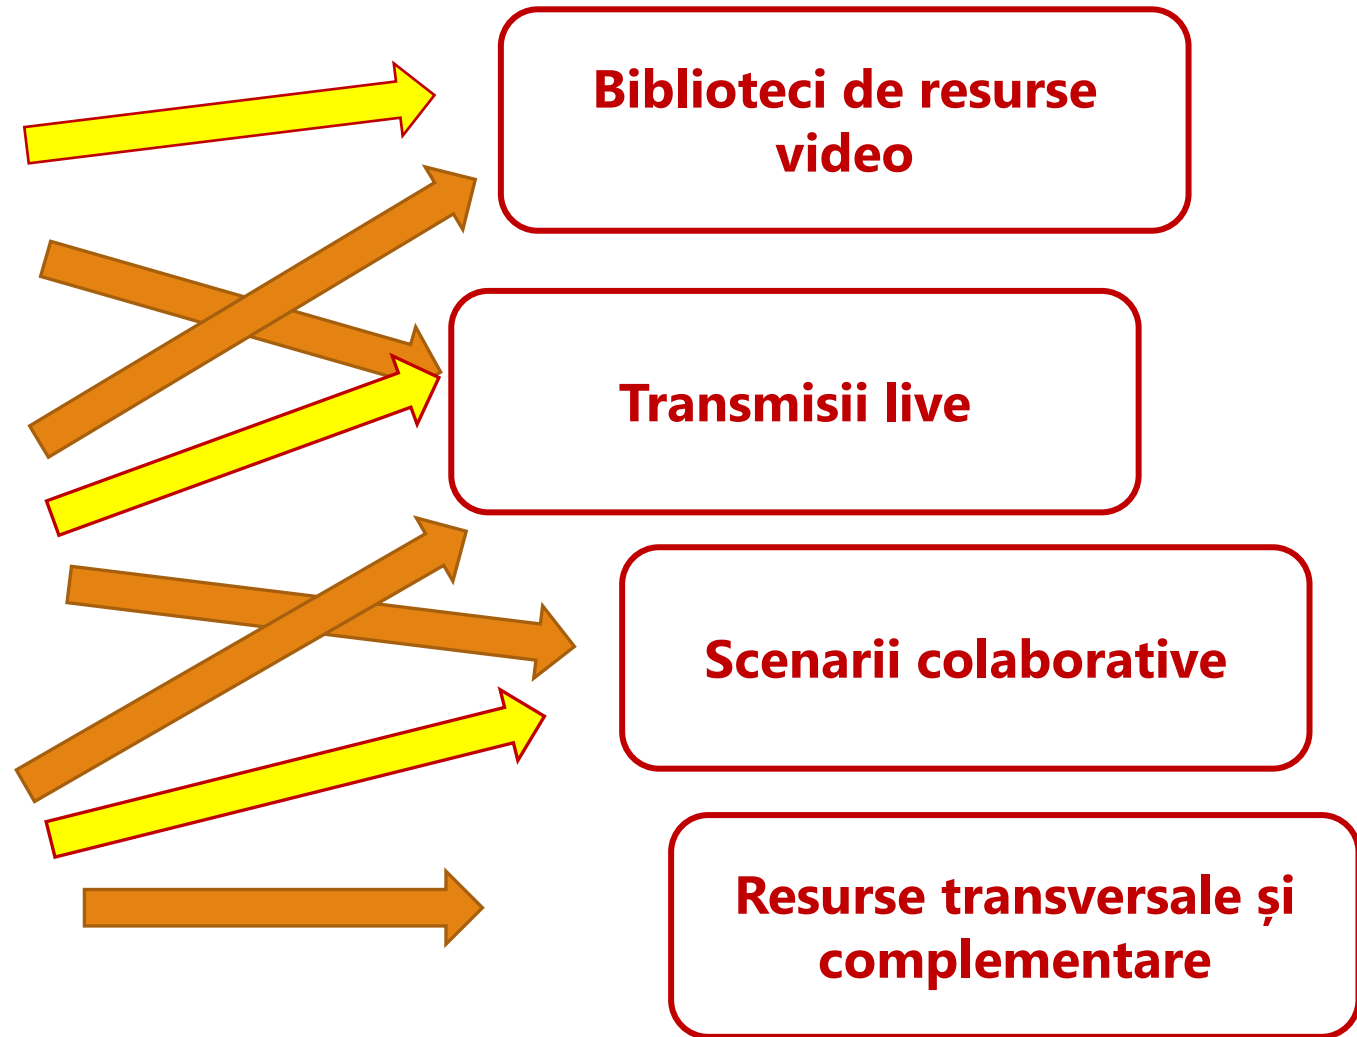 Biblioteci de resurse
video
Transmisii live
Scenarii colaborative
Resurse transversale și
complementare